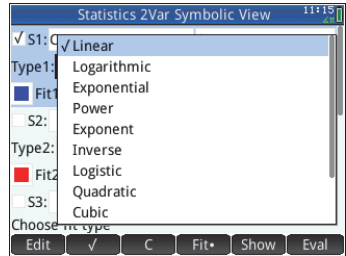 Statistics 2Var Symbolic View 11:15
√ S1: C
√ Linear
Type1:
Logarithmic
Exponential
Fit1
Power
S2:
Exponent
Type2:
Inverse
Fit2
Logistic
Quadratic
S3:
Cubic
Choose fit type
Edit √ C Fit• Show Eval